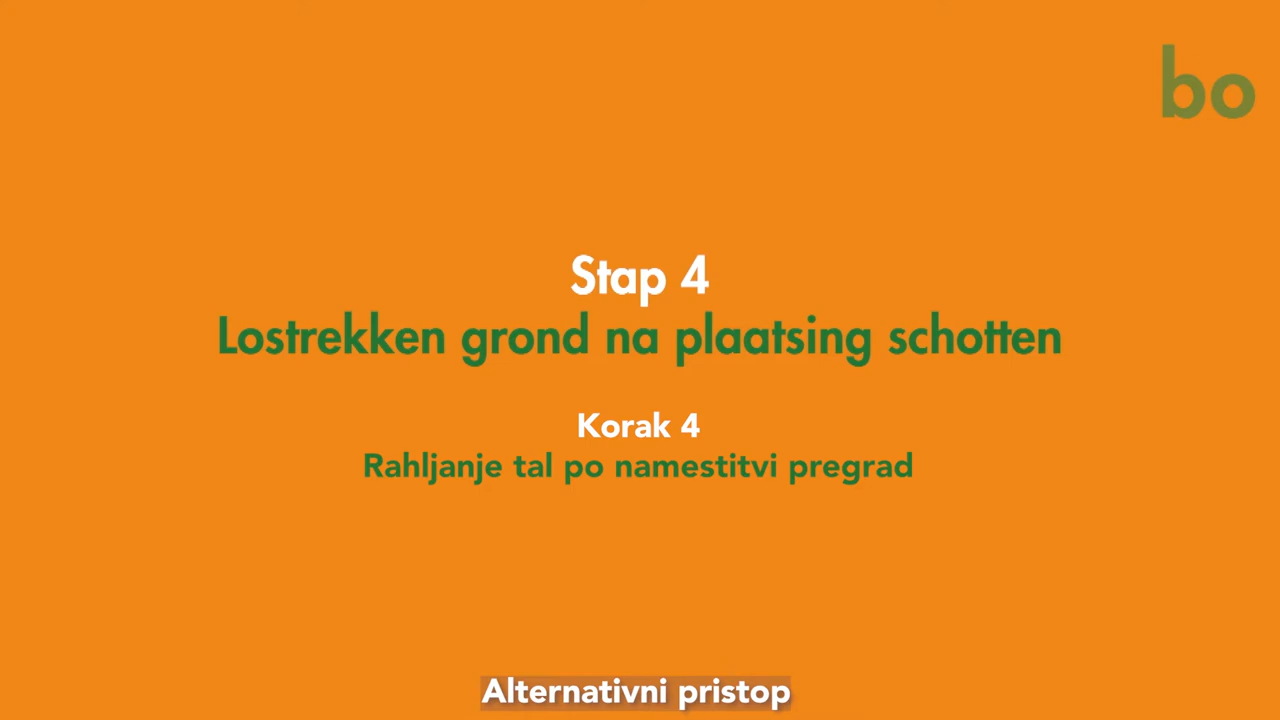 bo
Stap 4
Lostrekken grond na plaatsing schotten
Korak 4
Rahljanje tal po namestitvi pregrad
Alternativni pristop